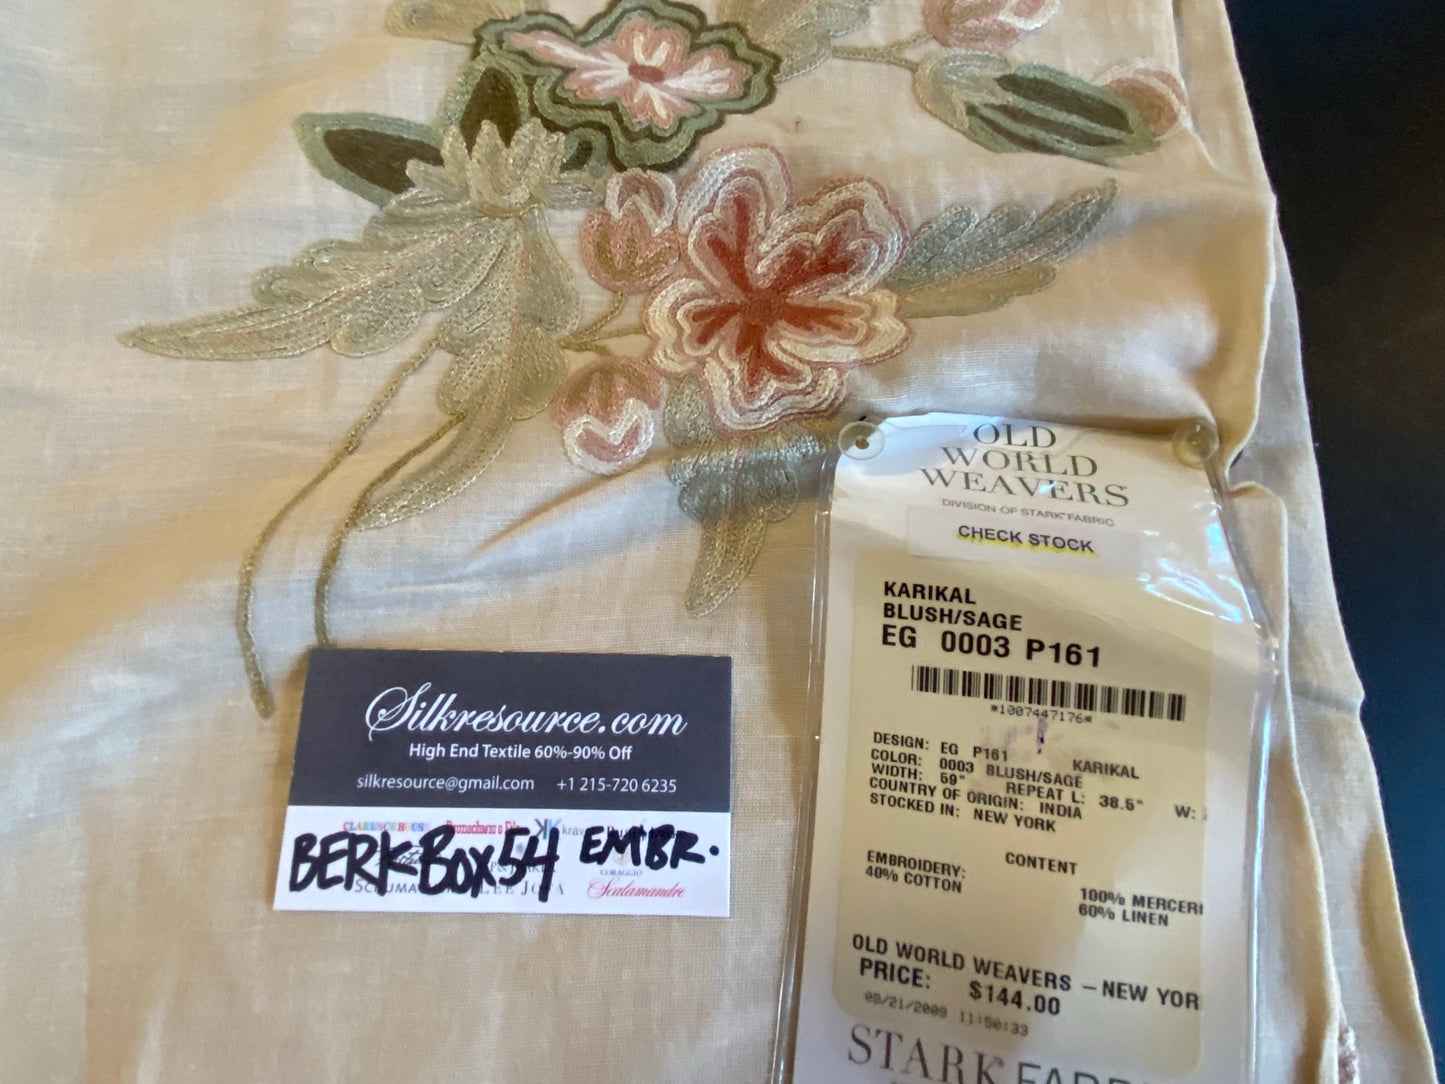 OLD
WORLD
WEAVERS
DIVISION OF STARK FABRIC
CHECK STOCK
KARIKAL
BLUSH/SAGE
EG 0003 P161
*1007447176*
DESIGN: EG P161 KARIKAL
COLOR: 0003 BLUSH/SAGE
WIDTH: 59" REPEAT L: 38.5" W:
COUNTRY OF ORIGIN: INDIA
STOCKED IN: NEW YORK
CONTENT
EMBROIDERY: 100% MERCERI
40% COTTON 60% LINEN
OLD WORLD WEAVERS - NEW YOR
PRICE: $144.00
09/21/2009 11:50:33
STARK FABR
Silkresource.com
High End Textile 60%-90% Off
silkresource@gmail.com +1 215-720 6235
CLARENCE HOUSE
BERK BOX 54 EMBR.
CORAGGIO
Scalamandre